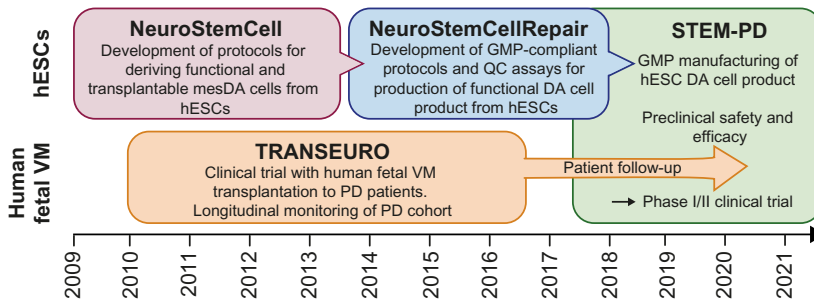 hESCs
NeuroStemCell
Development of protocols for
deriving functional and
transplantable mesDA cells from
hESCs
NeuroStemCellRepair
Development of GMP-compliant
protocols and QC assays for
production of functional DA cell
product from hESCs
STEM-PD
GMP manufacturing of
hESC DA cell product
Preclinical safety and
efficacy
→ Phase I/II clinical trial
Human
fetal VM
TRANSEURO
Clinical trial with human fetal VM
transplantation to PD patients.
Longitudinal monitoring of PD cohort
Patient follow-up
2009
2010
2011
2012
2013
2014
2015
2016
2017
2018
2019
2020
2021